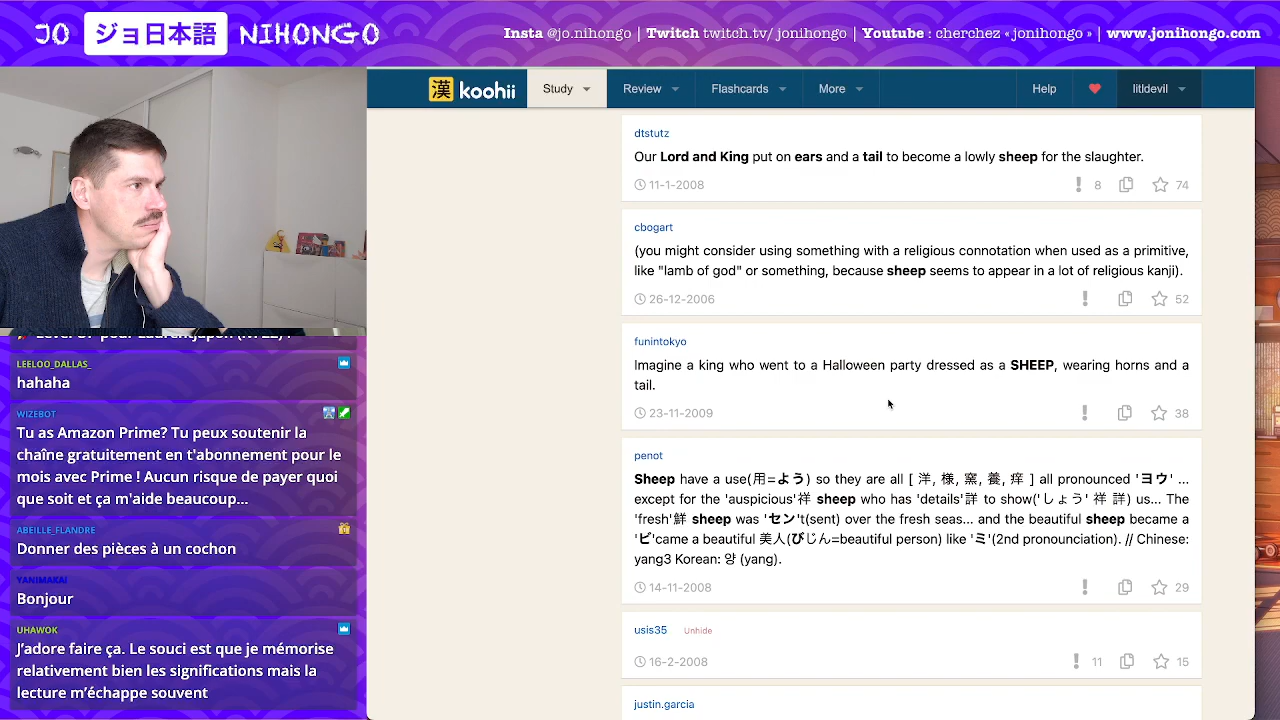 JO ジョ日本語 NIHONGO
Insta @jo.nihongo | Twitch twitch.tv/jonihongo | Youtube : cherchez « jonihongo » | www.jonihongo.com
漢 koohii Study Review Flashcards More Help litldevil
dtstutz
Our Lord and King put on ears and a tail to become a lowly sheep for the slaughter.
11-1-2008 8 74
cbogart
(you might consider using something with a religious connotation when used as a primitive,
like "lamb of god" or something, because sheep seems to appear in a lot of religious kanji).
26-12-2006 52
funintokyo
Imagine a king who went to a Halloween party dressed as a SHEEP, wearing horns and a
tail.
23-11-2009 38
penot
Sheep have a use(用=よう) so they are all [ 洋, 様, 窯, 養, 痒 ] all pronounced 'ヨウ' ...
except for the 'auspicious'祥 sheep who has 'details'詳 to show('しょう' 祥 詳) us... The
'fresh'鮮 sheep was 'セン't(sent) over the fresh seas... and the beautiful sheep became a
'ビ'came a beautiful 美人(びじん=beautiful person) like 'ミ'(2nd pronounciation). // Chinese:
yang3 Korean: 양 (yang).
14-11-2008 29
usis35 Unhide
16-2-2008 11 15
justin.garcia
LEELOO_DALLAS_
hahaha
WIZEBOT
Tu as Amazon Prime? Tu peux soutenir la
chaîne gratuitement en t'abonnement pour le
mois avec Prime ! Aucun risque de payer quoi
que soit et ça m'aide beaucoup...
ABEILLE_FLANDRE
Donner des pièces à un cochon
YANIMAKAI
Bonjour
UHAWOK
J'adore faire ça. Le souci est que je mémorise
relativement bien les significations mais la
lecture m'échappe souvent